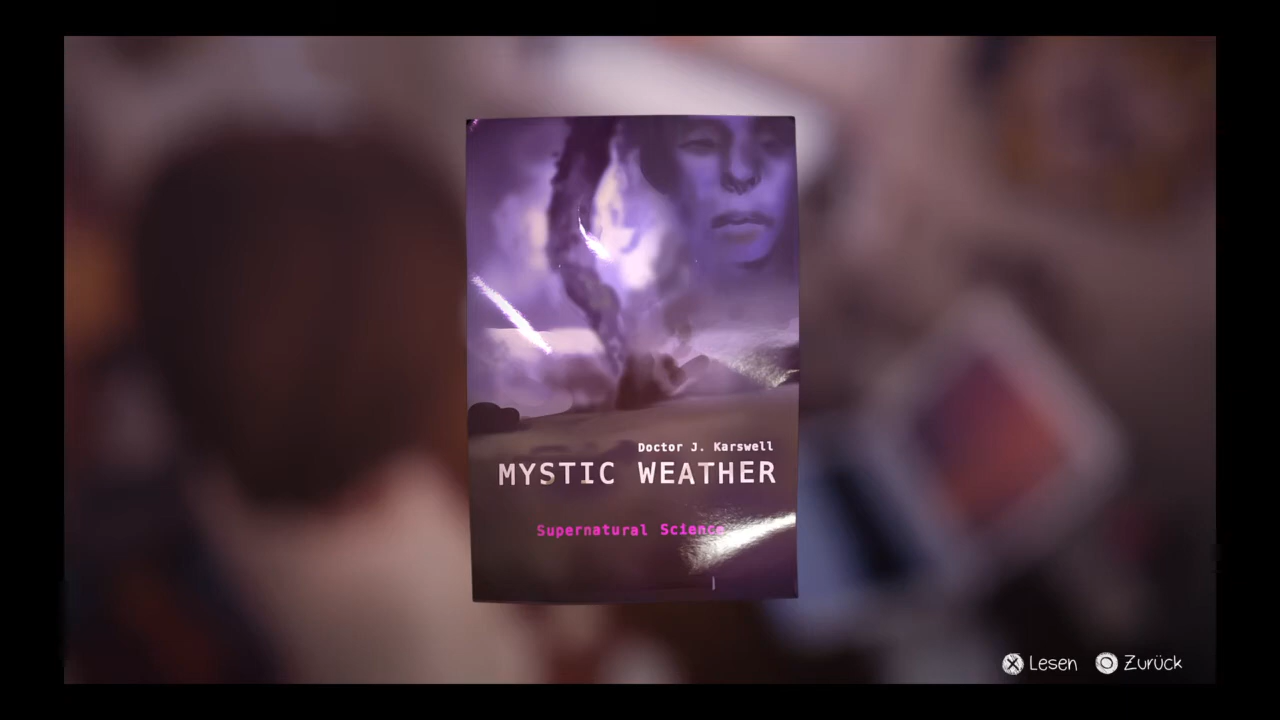 Doctor J. Karswell
MYSTIC WEATHER
Supernatural Science
Lesen
Zurück